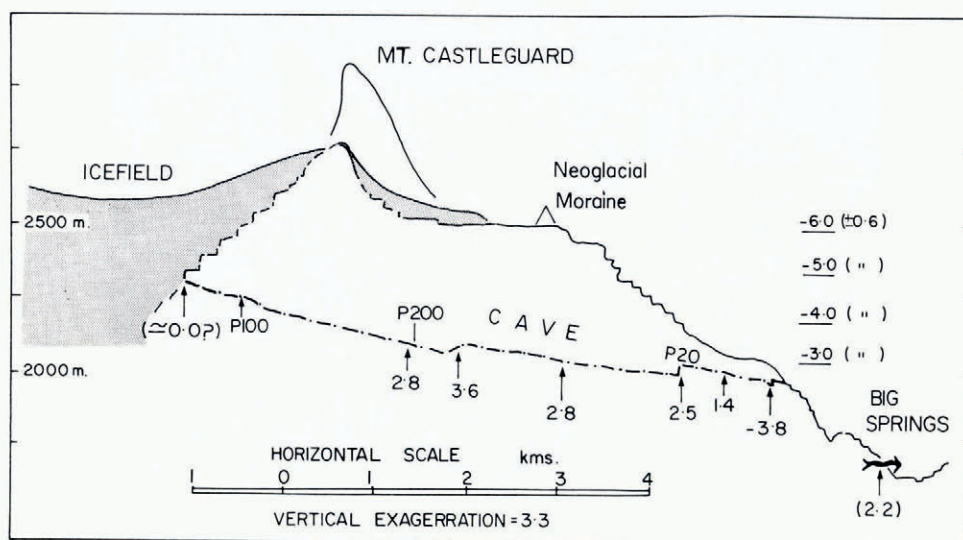 MT. CASTLEGUARD
ICEFIELD
Neoglacial
Moraine
2500 m.
-6.0 (±0.6)
-5.0 ( " )
-4.0 ( " )
-3.0 ( " )
(≃0.0?)
P100
P200
CAVE
P20
2000 m.
2.8
3.6
2.8
2.5
1.4
-3.8
BIG
SPRINGS
(2.2)
HORIZONTAL SCALE kms.
1 0 1 2 3 4
VERTICAL EXAGERRATION = 3.3